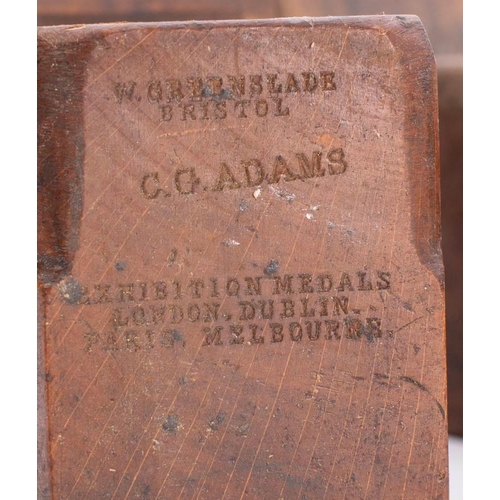 W. GREENSLADE
BRISTOL
C.G. ADAMS
EXHIBITION MEDALS
LONDON. DUBLIN.
PARIS. MELBOURNE.